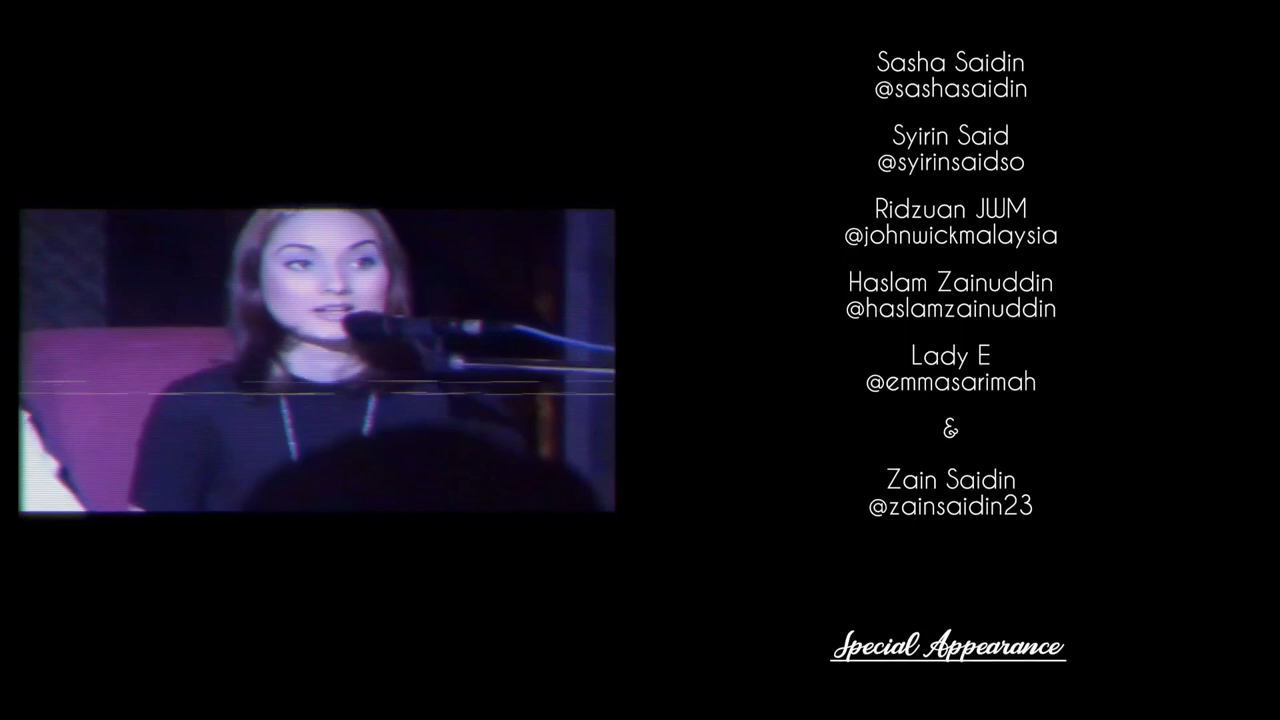 Sasha Saidin
@sashasaidin
Syirin Said
@syirinsaidso
Ridzuan JWM
@johnwickmalaysia
Haslam Zainuddin
@haslamzainuddin
Lady E
@emmasarimah
&
Zain Saidin
@zainsaidin23
Special Appearance